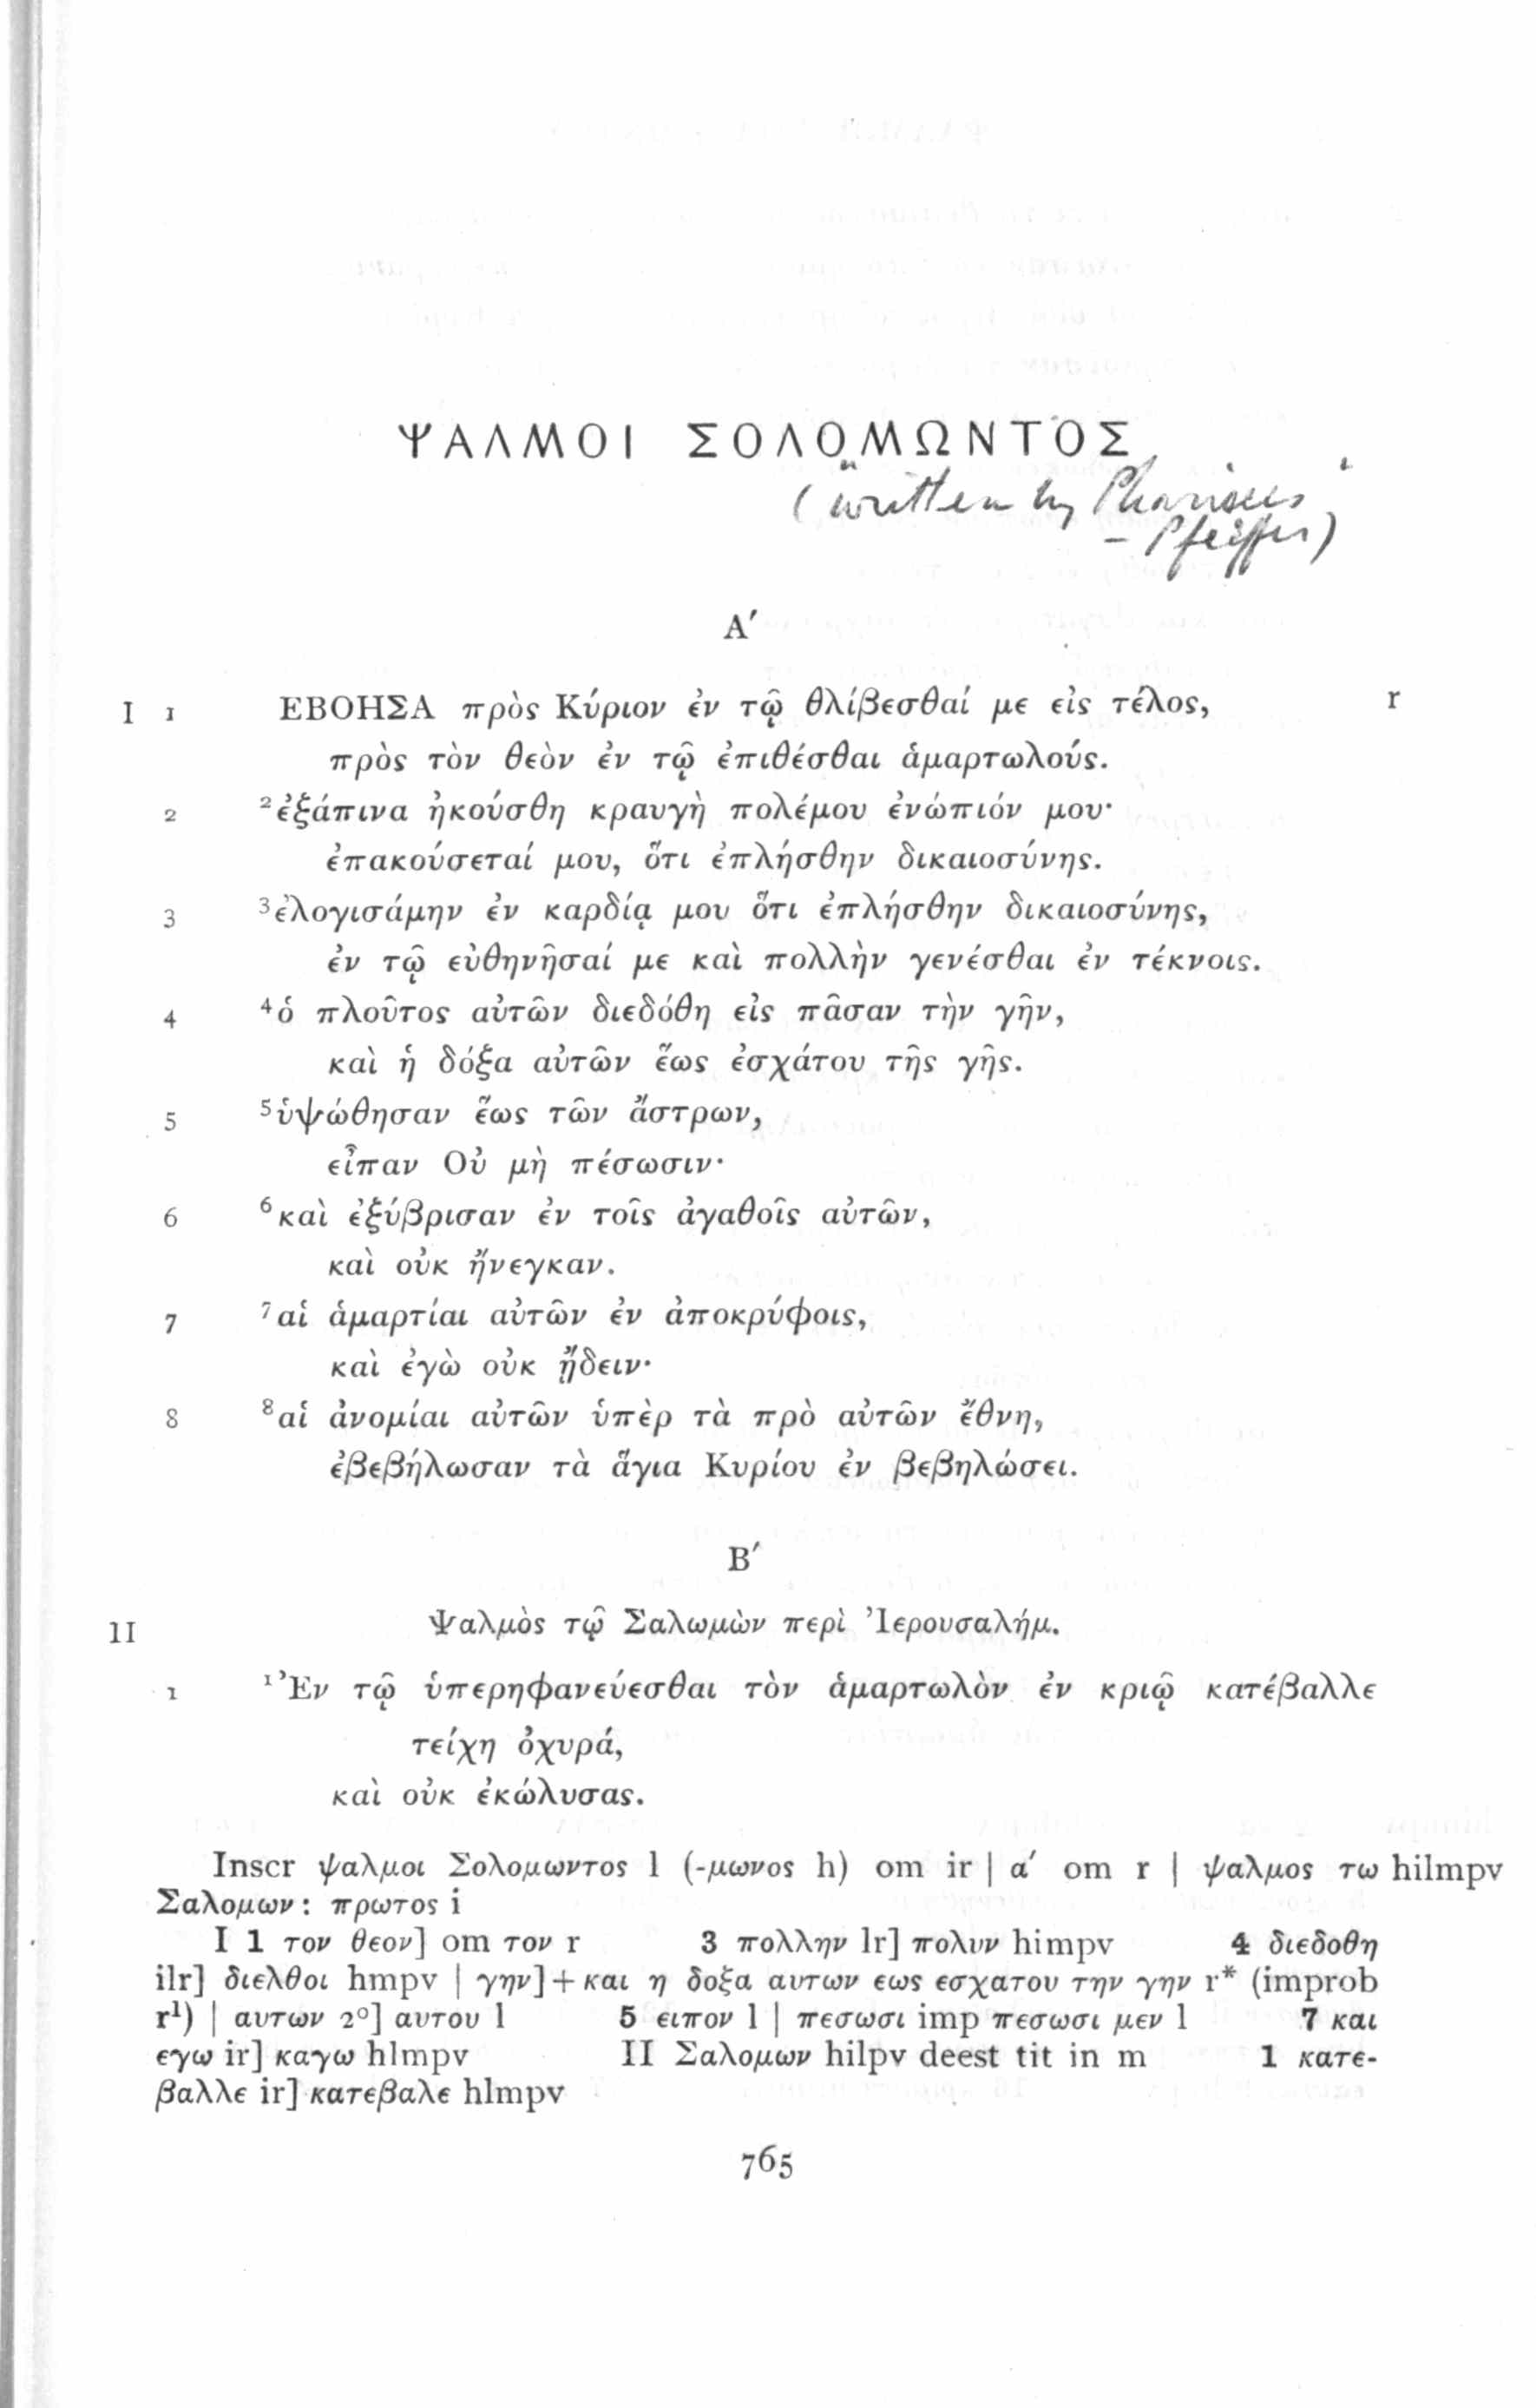 ΨΑΛΜΟΙ ΣΟΛΟΜΩΝΤΟΣ
("written by Pharisees"
– Pfeiffer)
Α′
I 1 ΕΒΟΗΣΑ πρὸς Κύριον ἐν τῷ θλίβεσθαί με εἰς τέλος, r
πρὸς τὸν θεὸν ἐν τῷ ἐπιθέσθαι ἁμαρτωλούς.
2 ²ἐξάπινα ἠκούσθη κραυγὴ πολέμου ἐνώπιόν μου·
ἐπακούσεταί μου, ὅτι ἐπλήσθην δικαιοσύνης.
3 ³ἐλογισάμην ἐν καρδίᾳ μου ὅτι ἐπλήσθην δικαιοσύνης,
ἐν τῷ εὐθηνῆσαί με καὶ πολλὴν γενέσθαι ἐν τέκνοις.
4 ⁴ὁ πλοῦτος αὐτῶν διεδόθη εἰς πᾶσαν τὴν γῆν,
καὶ ἡ δόξα αὐτῶν ἕως ἐσχάτου τῆς γῆς.
5 ⁵ὑψώθησαν ἕως τῶν ἄστρων,
εἶπαν Οὐ μὴ πέσωσιν·
6 ⁶καὶ ἐξύβρισαν ἐν τοῖς ἀγαθοῖς αὐτῶν,
καὶ οὐκ ἤνεγκαν.
7 ⁷αἱ ἁμαρτίαι αὐτῶν ἐν ἀποκρύφοις,
καὶ ἐγὼ οὐκ ᾔδειν·
8 ⁸αἱ ἀνομίαι αὐτῶν ὑπὲρ τὰ πρὸ αὐτῶν ἔθνη,
ἐβεβήλωσαν τὰ ἅγια Κυρίου ἐν βεβηλώσει.
Β′
II Ψαλμὸς τῷ Σαλωμὼν περὶ Ἰερουσαλήμ.
1 ¹Ἐν τῷ ὑπερηφανεύεσθαι τὸν ἁμαρτωλὸν ἐν κριῷ κατέβαλλε
τείχη ὀχυρά,
καὶ οὐκ ἐκώλυσας.
Inscr ψαλμοι Σολομωντος l (-μωνος h) om ir | α′ om r | ψαλμος τω hilmpv
Σαλομων: πρωτος i
I 1 τον θεον] om τον r 3 πολλην lr] πολυν himpv 4 διεδοθη
ilr] διελθοι hmpv | γην]+και η δοξα αυτων εως εσχατου την γην r* (improb
r¹) | αυτων 2°] αυτου l 5 ειπον l | πεσωσι imp πεσωσι μεν l 7 και
εγω ir] καγω hlmpv II Σαλομων hilpv deest tit in m 1 κατε-
βαλλε ir] κατεβαλε hlmpv
765